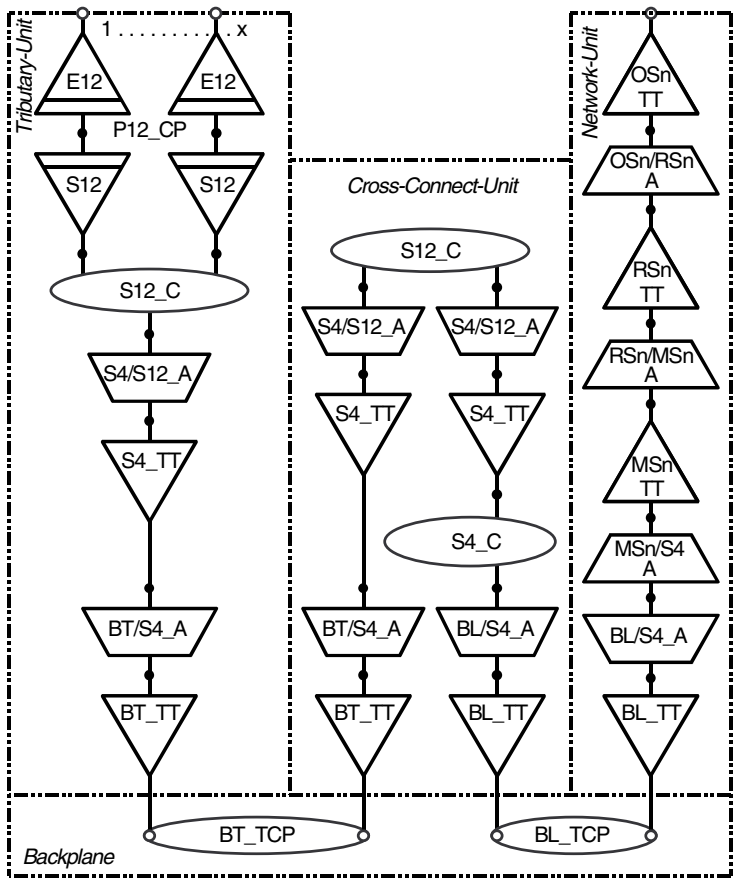 Tributary-Unit
1 . . . . . . . . . . . x
E12
E12
P12_CP
S12
S12
S12_C
S4/S12_A
S4_TT
BT/S4_A
BT_TT
Cross-Connect-Unit
S12_C
S4/S12_A
S4/S12_A
S4_TT
S4_TT
S4_C
BT/S4_A
BL/S4_A
BT_TT
BL_TT
Network-Unit
OSn
TT
OSn/RSn
A
RSn
TT
RSn/MSn
A
MSn
TT
MSn/S4
A
BL/S4_A
BL_TT
BT_TCP
BL_TCP
Backplane